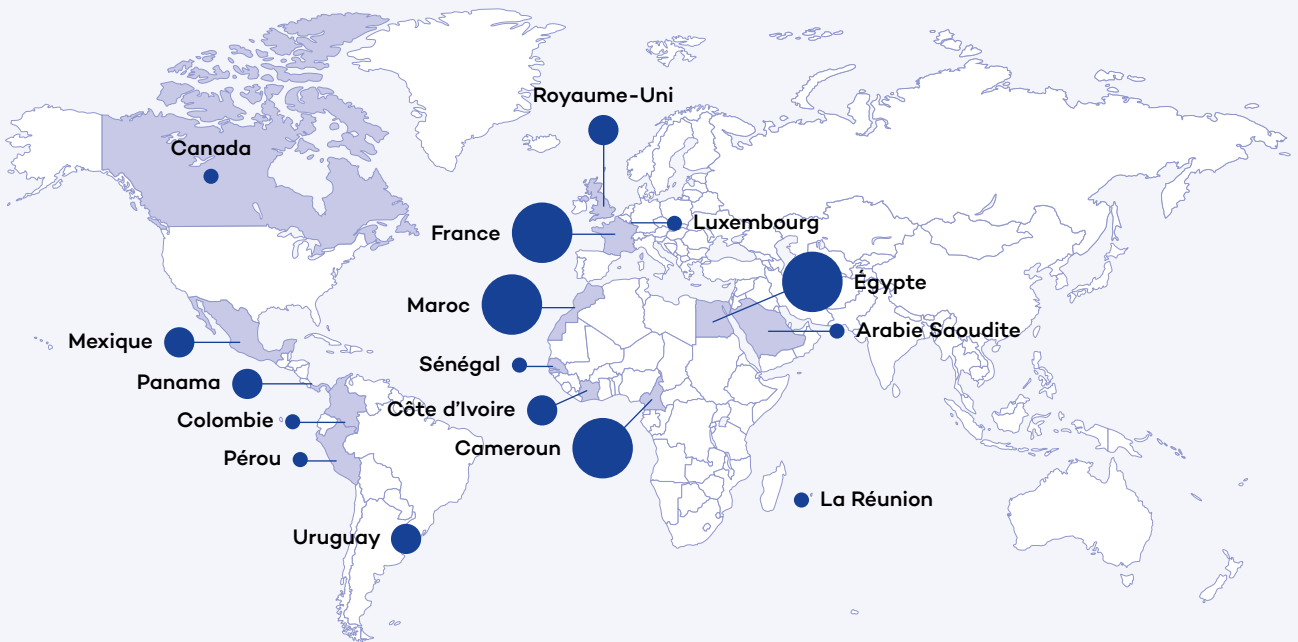 Royaume-Uni
Canada
Luxembourg
France
Égypte
Maroc
Arabie Saoudite
Mexique
Sénégal
Panama
Côte d'Ivoire
Colombie
Cameroun
Pérou
La Réunion
Uruguay